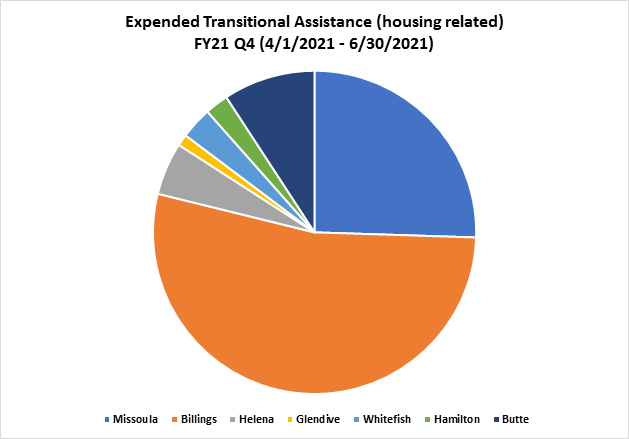 Expended Transitional Assistance (housing related)
FY21 Q4 (4/1/2021 - 6/30/2021)
Missoula Billings Helena Glendive Whitefish Hamilton Butte